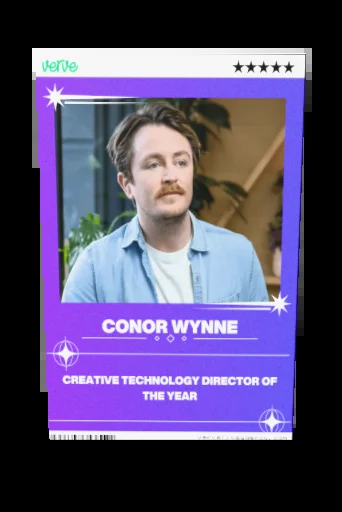 verve
★★★★★
CONOR WYNNE
CREATIVE TECHNOLOGY DIRECTOR OF
THE YEAR